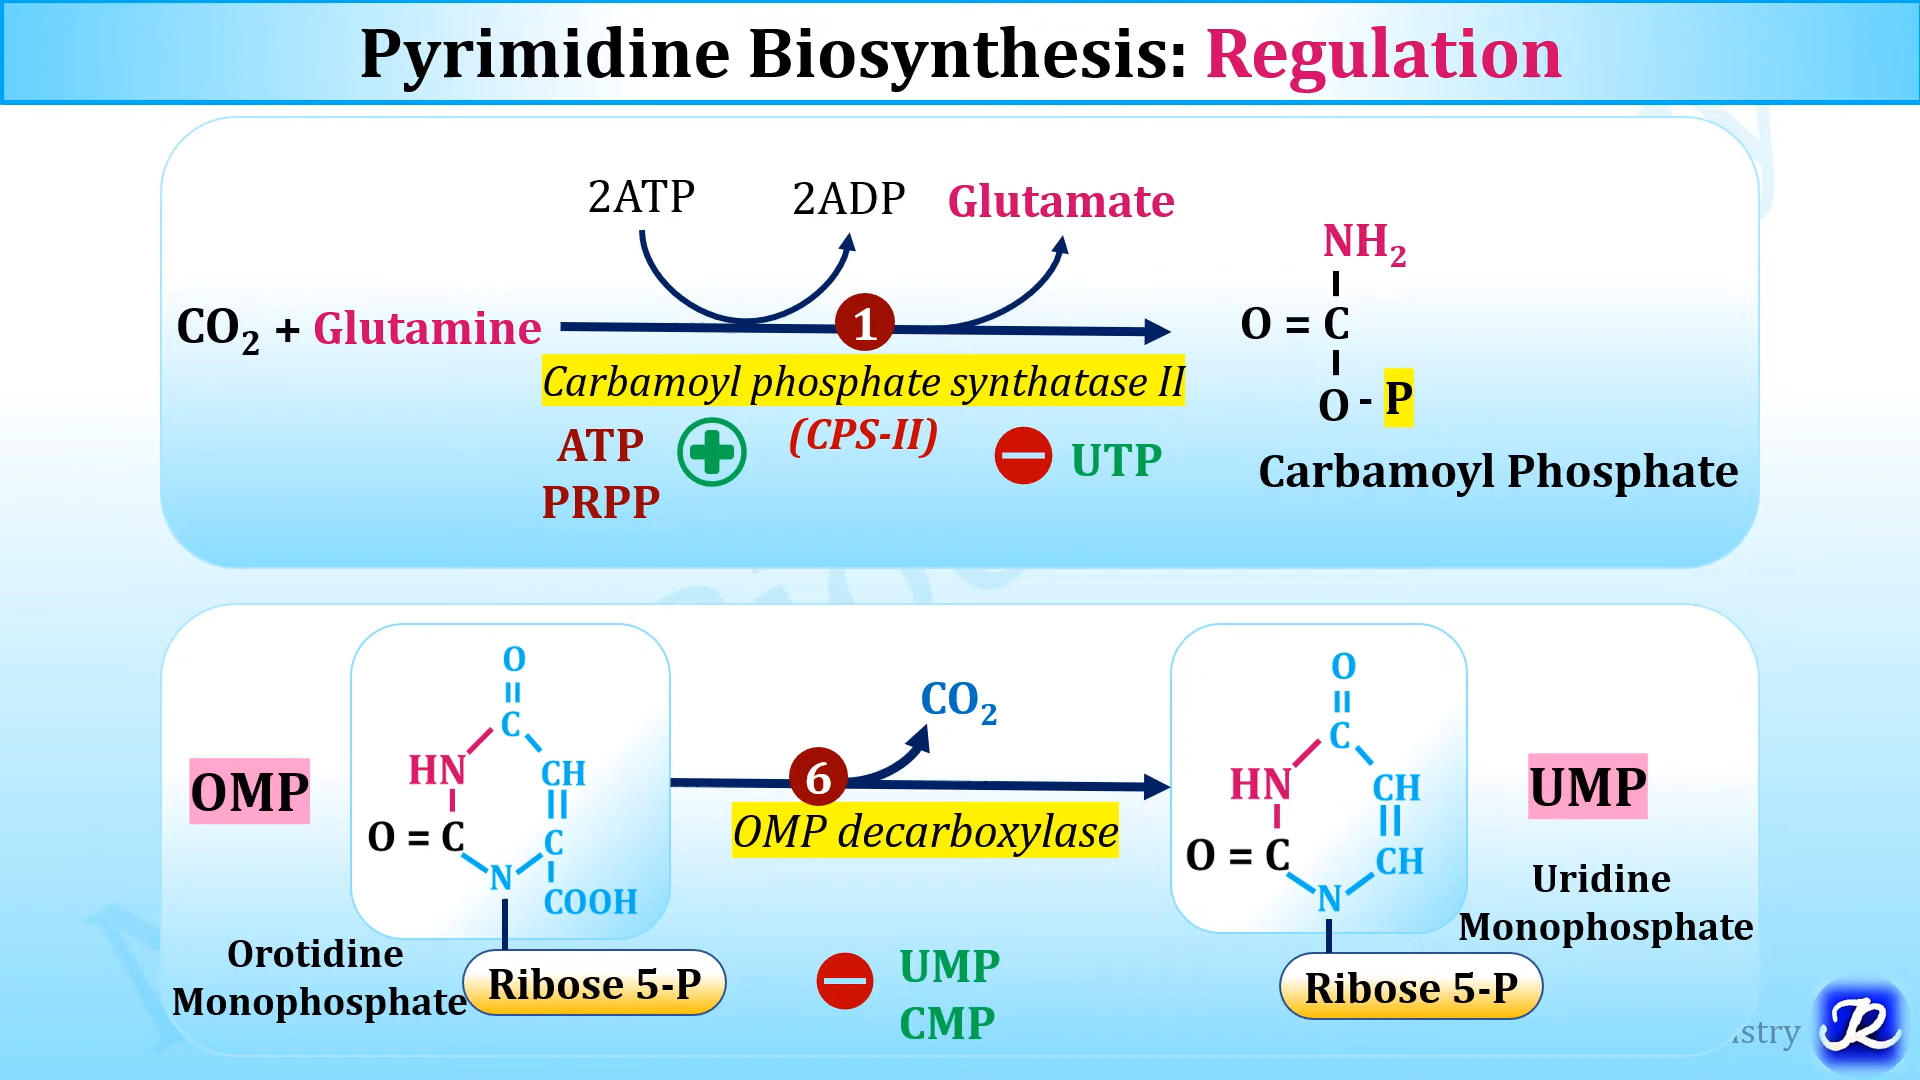 Pyrimidine Biosynthesis: Regulation
2ATP
2ADP
Glutamate
CO₂ + Glutamine
1
Carbamoyl phosphate synthatase II
(CPS-II)
ATP
PRPP
UTP
NH₂
O = C
O - P
Carbamoyl Phosphate
OMP
Orotidine
Monophosphate
O
C
HN
CH
O = C
C
N
COOH
Ribose 5-P
CO₂
6
OMP decarboxylase
UMP
CMP
O
C
HN
CH
O = C
CH
N
Ribose 5-P
UMP
Uridine
Monophosphate